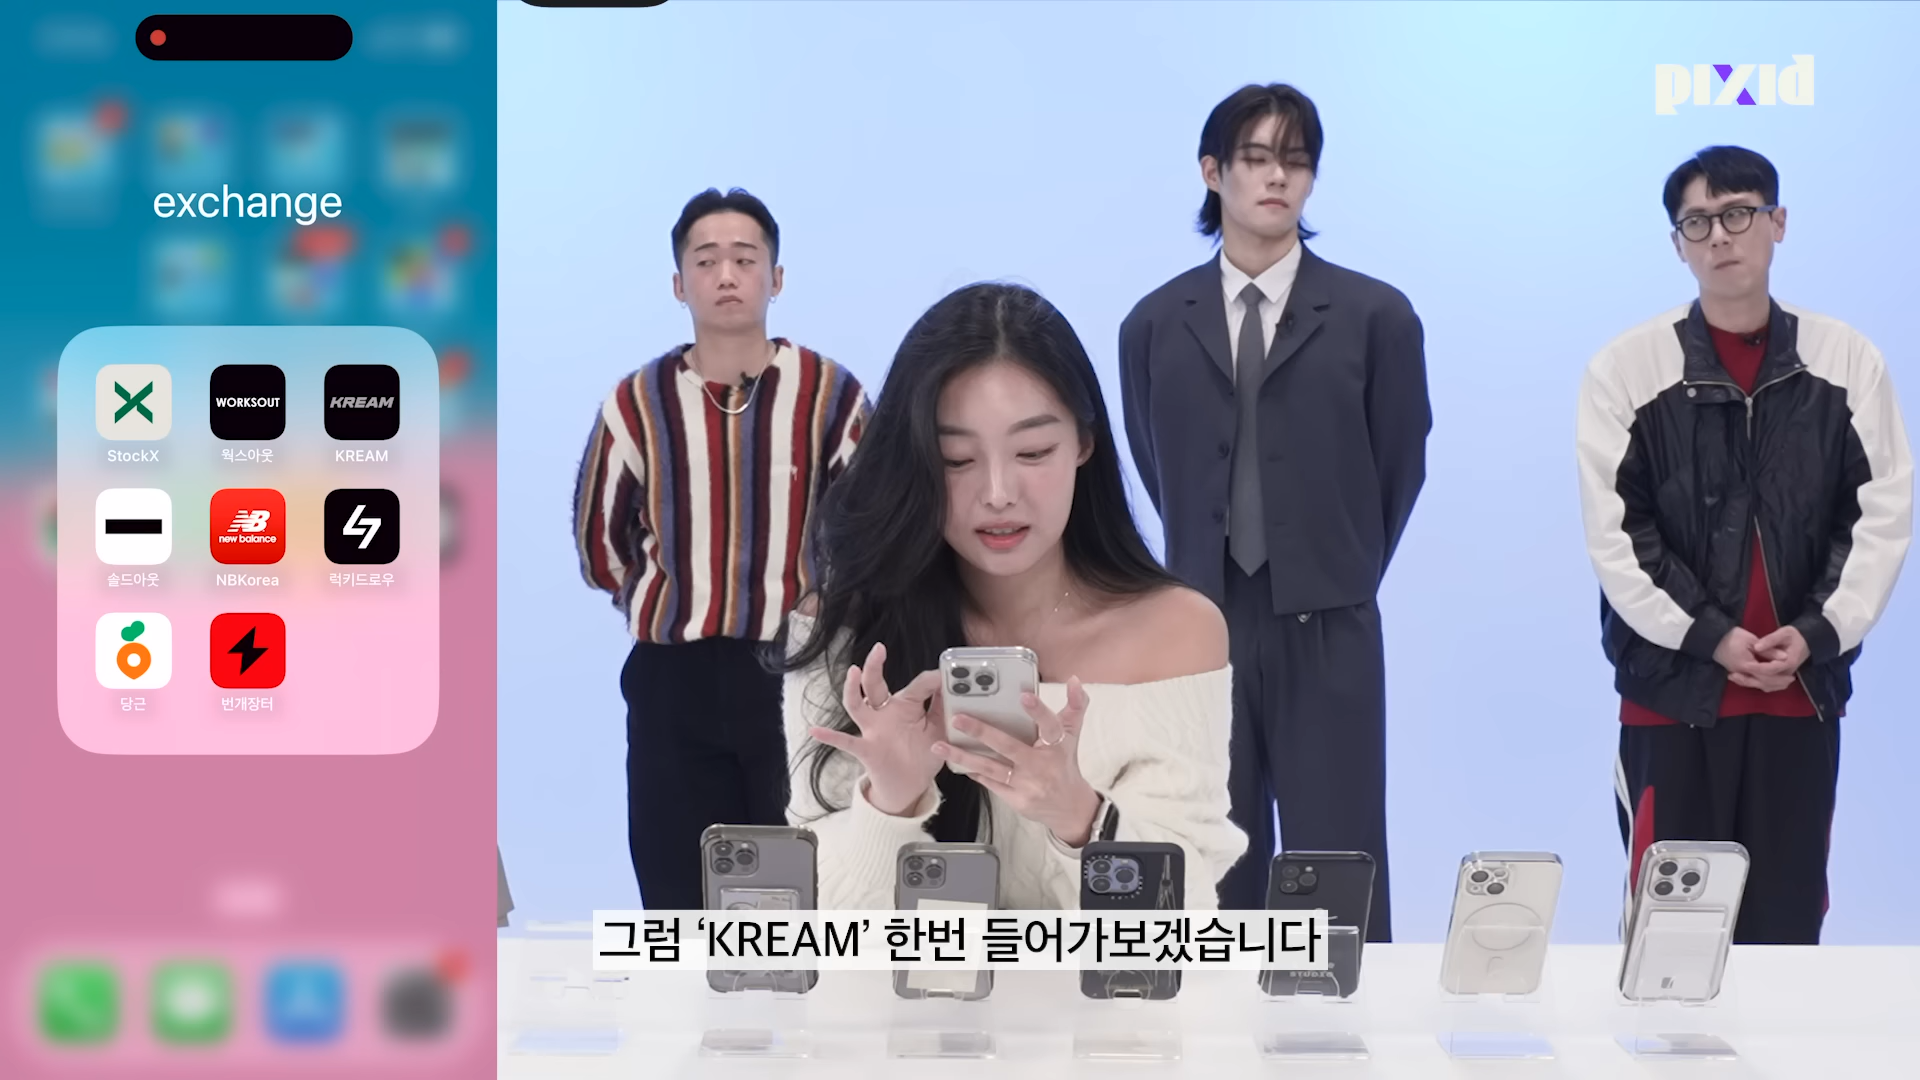 exchange
StockX
WORKSOUT
웍스아웃
KREAM
KREAM
솔드아웃
NB
new balance
NBKorea
럭키드로우
당근
번개장터
pixid
그럼 ‘KREAM’ 한번 들어가보겠습니다